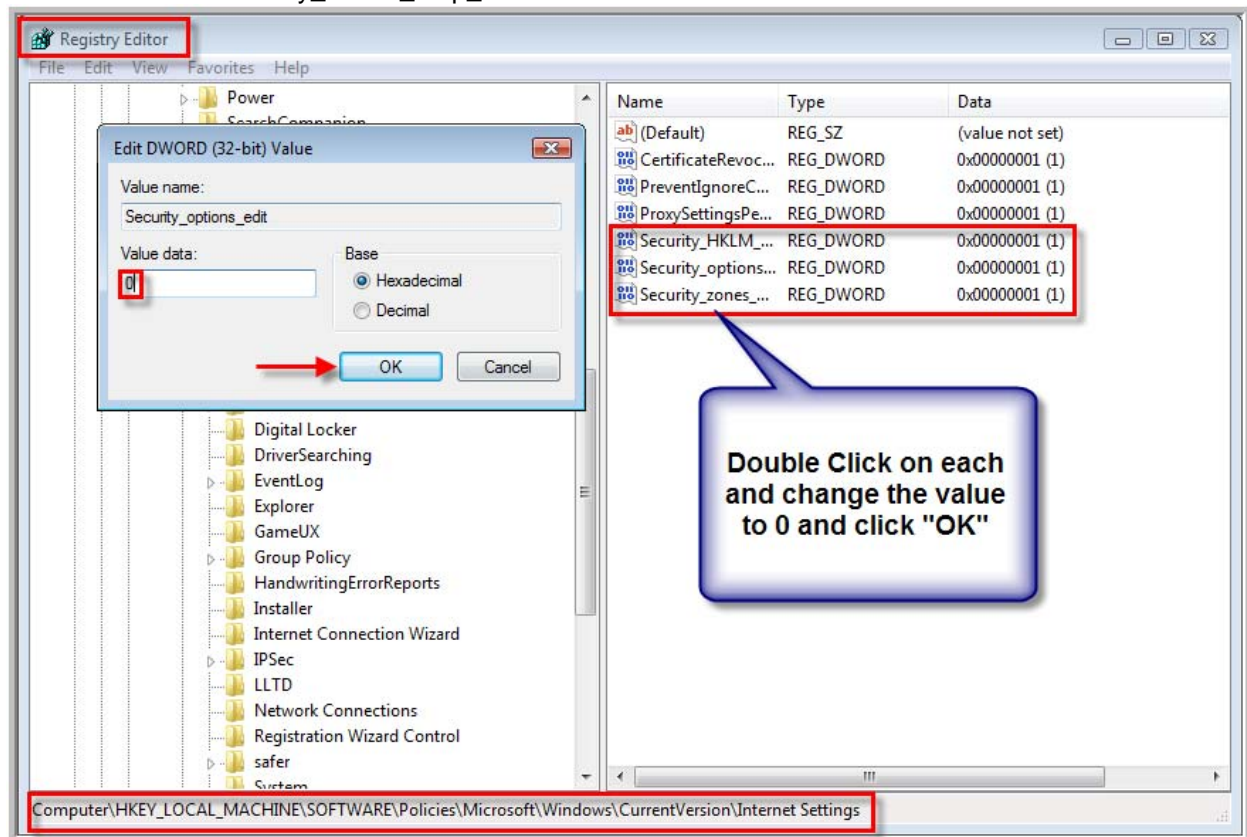 Registry Editor
File Edit View Favorites Help
Power
Edit DWORD (32-bit) Value
Value name:
Security_options_edit
Value data:
0
Base
Hexadecimal
Decimal
OK Cancel
Digital Locker
DriverSearching
EventLog
Explorer
GameUX
Group Policy
HandwritingErrorReports
Installer
Internet Connection Wizard
IPSec
LLTD
Network Connections
Registration Wizard Control
safer
System
Name Type Data
(Default) REG_SZ (value not set)
CertificateRevoc... REG_DWORD 0x00000001 (1)
PreventIgnoreC... REG_DWORD 0x00000001 (1)
ProxySettingsPe... REG_DWORD 0x00000001 (1)
Security_HKLM_... REG_DWORD 0x00000001 (1)
Security_options... REG_DWORD 0x00000001 (1)
Security_zones_... REG_DWORD 0x00000001 (1)
Double Click on each
and change the value
to 0 and click "OK"
Computer\HKEY_LOCAL_MACHINE\SOFTWARE\Policies\Microsoft\Windows\CurrentVersion\Internet Settings